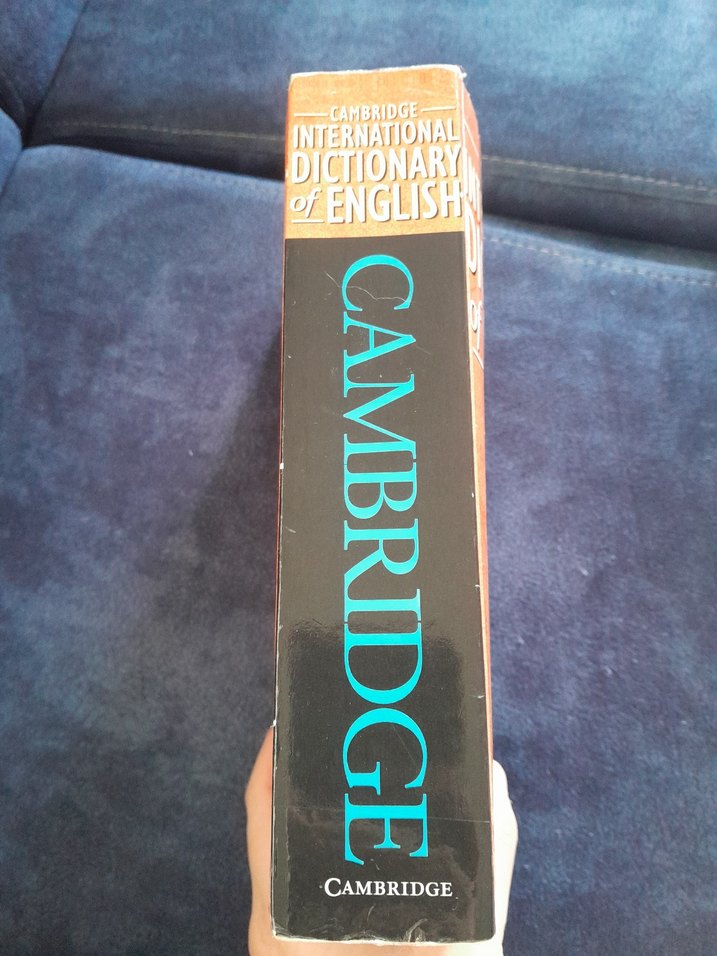 CAMBRIDGE
INTERNATIONAL
DICTIONARY
of ENGLISH
CAMBRIDGE
CAMBRIDGE